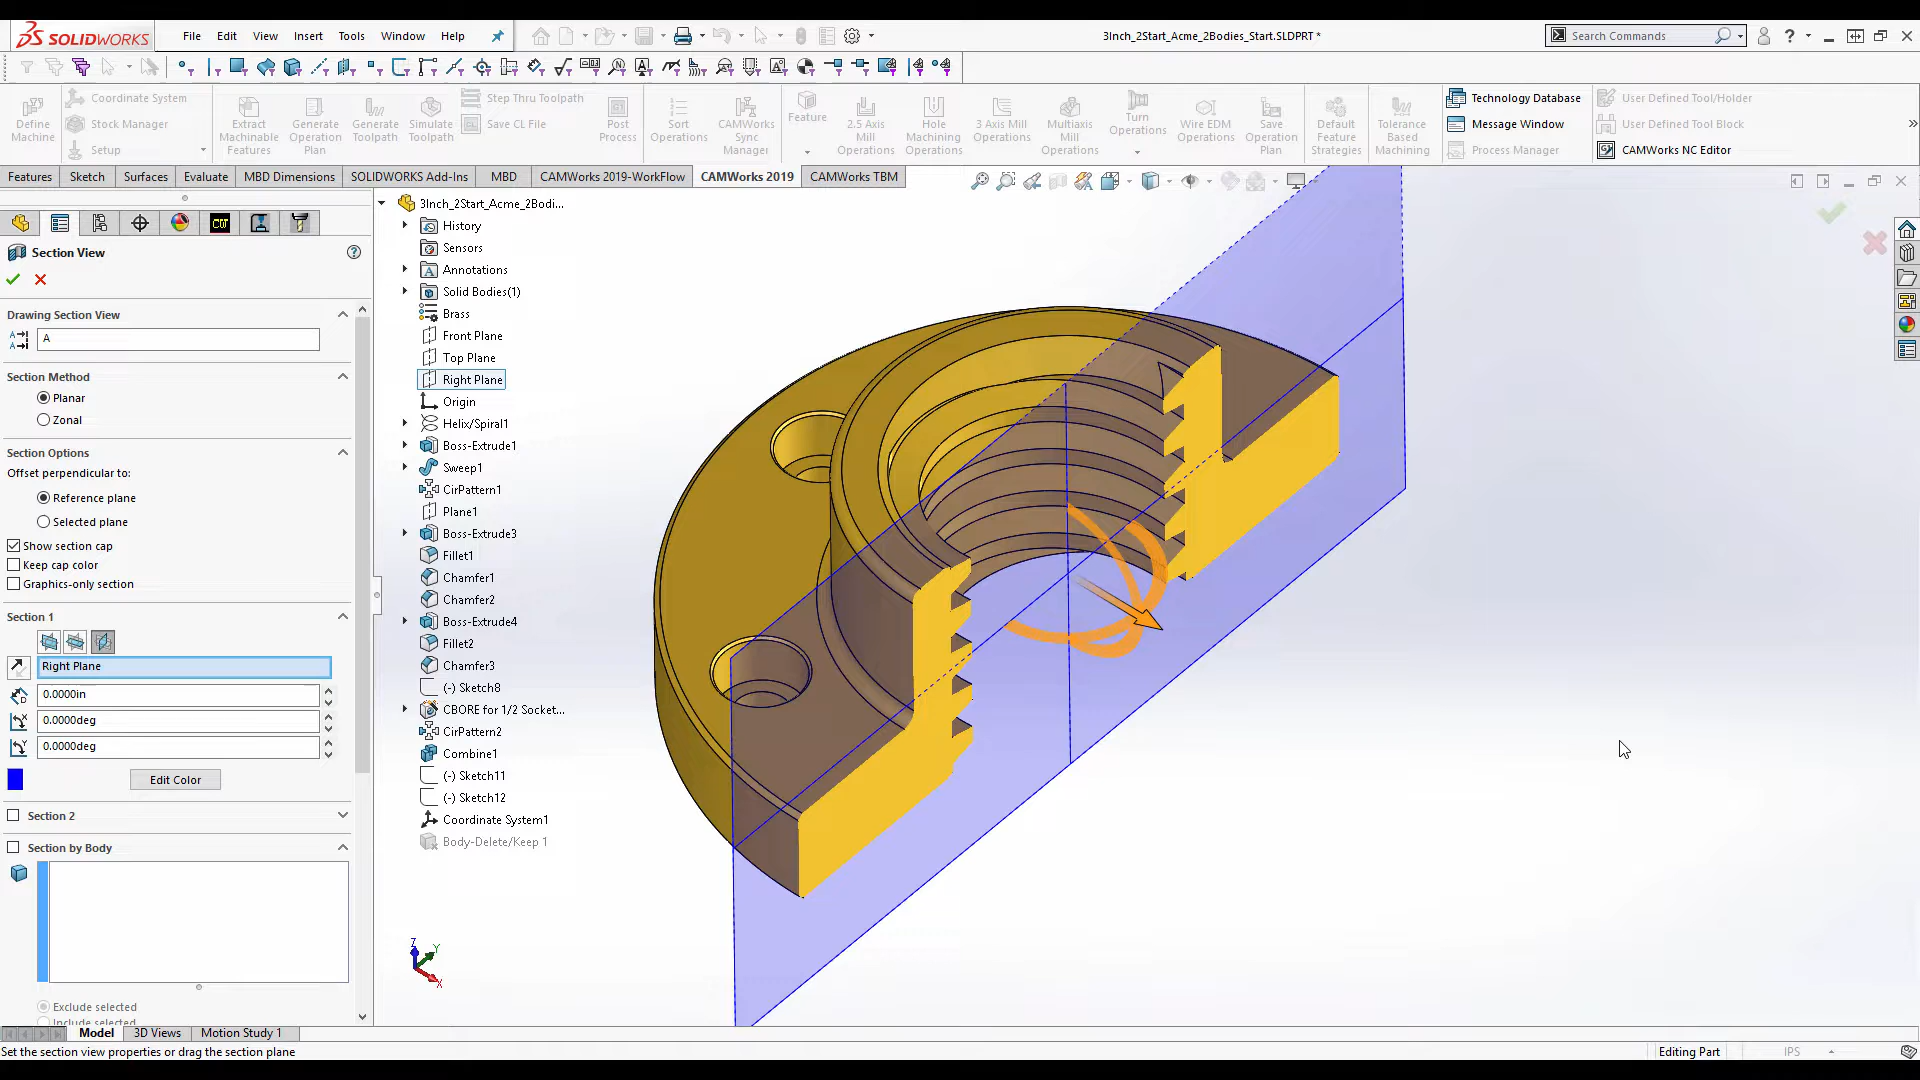 SOLIDWORKS
File Edit View Insert Tools Window Help
3Inch_2Start_Acme_2Bodies_Start.SLDPRT *
Search Commands
Define Machine
Coordinate System
Stock Manager
Setup
Extract Machinable Features
Generate Operation Plan
Generate Toolpath
Simulate Toolpath
Step Thru Toolpath
Save CL File
Post Process
Sort Operations
CAMWorks Sync Manager
Feature
2.5 Axis Mill Operations
Hole Machining Operations
3 Axis Mill Operations
Multiaxis Mill Operations
Turn Operations
Wire EDM Operations
Save Operation Plan
Default Feature Strategies
Tolerance Based Machining
Technology Database
Message Window
Process Manager
User Defined Tool/Holder
User Defined Tool Block
CAMWorks NC Editor
Features Sketch Surfaces Evaluate MBD Dimensions SOLIDWORKS Add-Ins MBD CAMWorks 2019-WorkFlow CAMWorks 2019 CAMWorks TBM
Section View
Drawing Section View
A
Section Method
Planar
Zonal
Section Options
Offset perpendicular to:
Reference plane
Selected plane
Show section cap
Keep cap color
Graphics-only section
Section 1
Right Plane
0.0000in
0.0000deg
0.0000deg
Edit Color
Section 2
Section by Body
Exclude selected
Include selected
3Inch_2Start_Acme_2Bodi...
History
Sensors
Annotations
Solid Bodies(1)
Brass
Front Plane
Top Plane
Right Plane
Origin
Helix/Spiral1
Boss-Extrude1
Sweep1
CirPattern1
Plane1
Boss-Extrude3
Fillet1
Chamfer1
Chamfer2
Boss-Extrude4
Fillet2
Chamfer3
(-) Sketch8
CBORE for 1/2 Socket...
CirPattern2
Combine1
(-) Sketch11
(-) Sketch12
Coordinate System1
Body-Delete/Keep 1
Z
Y
X
Model 3D Views Motion Study 1
Set the section view properties or drag the section plane
Editing Part
IPS